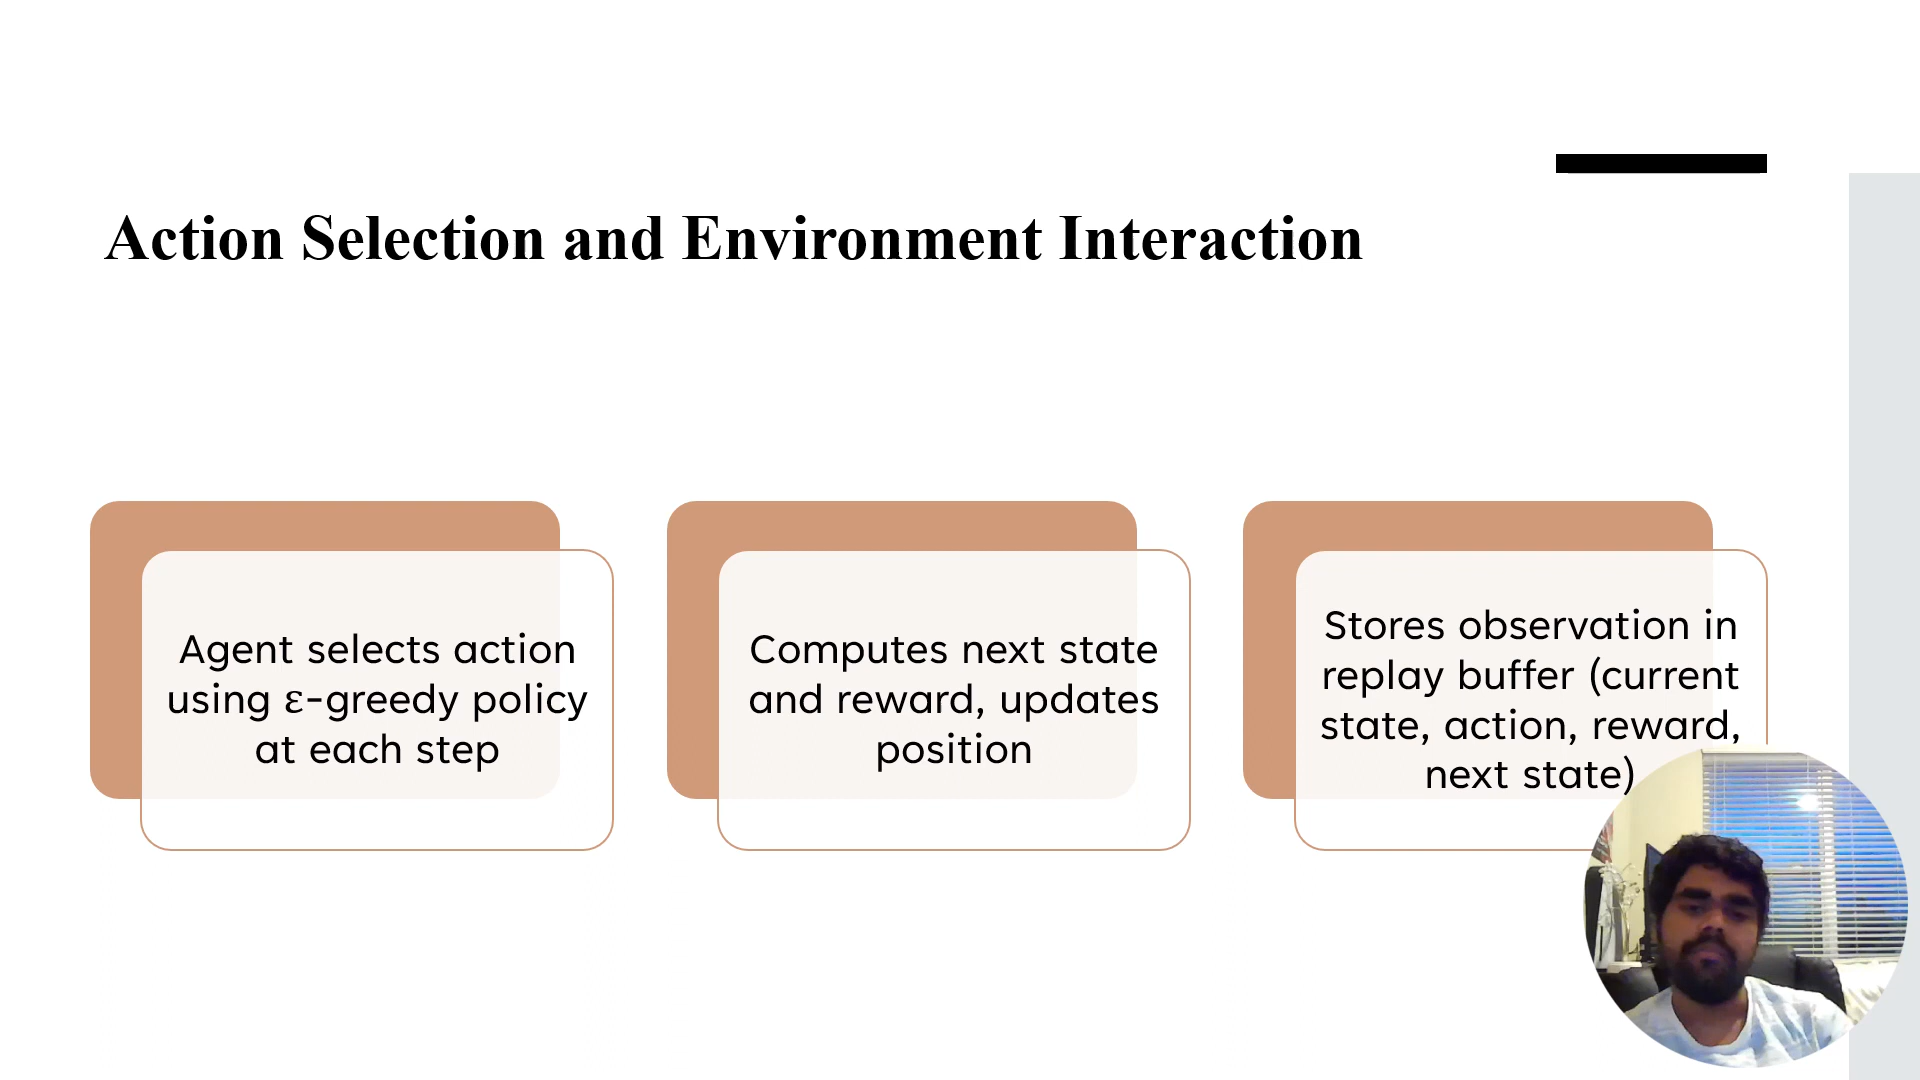 Action Selection and Environment Interaction
Agent selects action
using ε-greedy policy
at each step
Computes next state
and reward, updates
position
Stores observation in
replay buffer (current
state, action, reward,
next state)